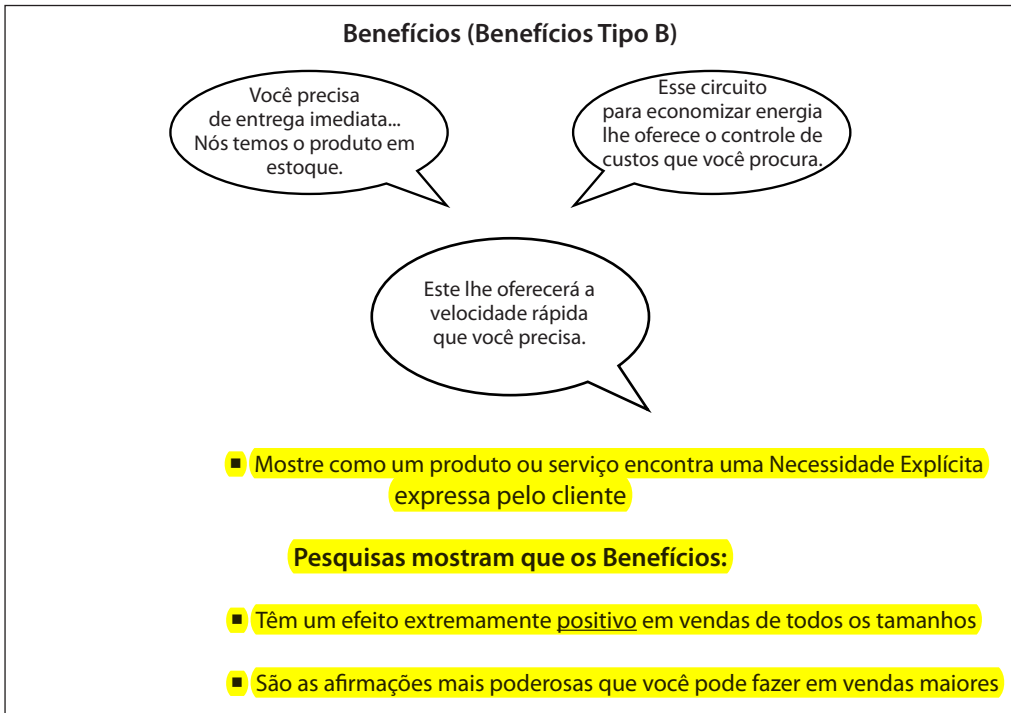 Benefícios (Benefícios Tipo B)
Você precisa
de entrega imediata...
Nós temos o produto em
estoque.
Esse circuito
para economizar energia
lhe oferece o controle de
custos que você procura.
Este lhe oferecerá a
velocidade rápida
que você precisa.
■ Mostre como um produto ou serviço encontra uma Necessidade Explícita
expressa pelo cliente
Pesquisas mostram que os Benefícios:
■ Têm um efeito extremamente positivo em vendas de todos os tamanhos
■ São as afirmações mais poderosas que você pode fazer em vendas maiores